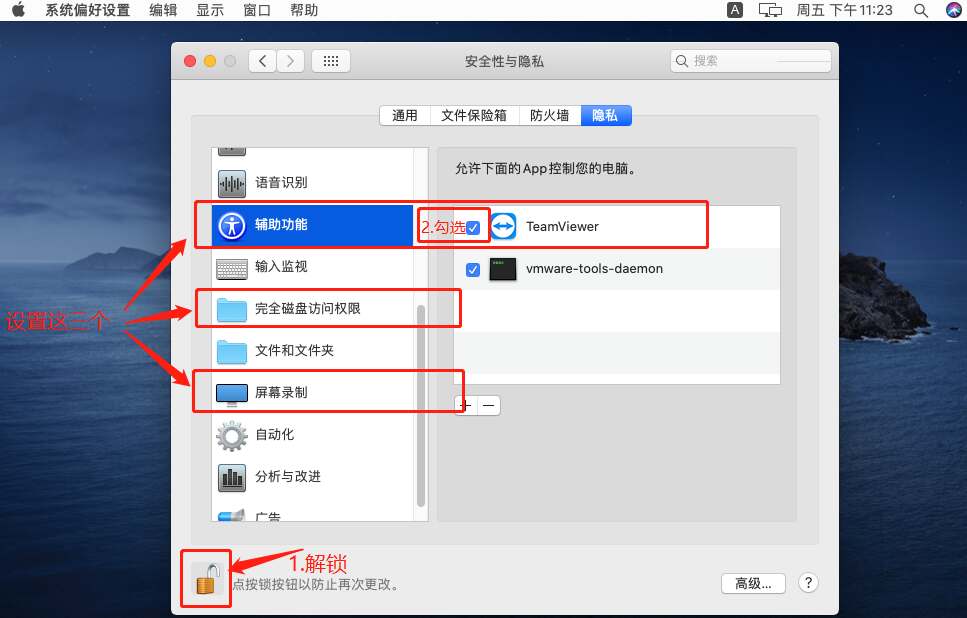 系统偏好设置 编辑 显示 窗口 帮助 A 周五 下午11:23
安全性与隐私
搜索
通用 文件保险箱 防火墙 隐私
允许下面的App控制您的电脑。
语音识别
辅助功能
2.勾选
TeamViewer
输入监视
vmware-tools-daemon
设置这三个
完全磁盘访问权限
文件和文件夹
屏幕录制
+ −
自动化
分析与改进
广告
1.解锁
点按锁按钮以防止再次更改。
高级... ?